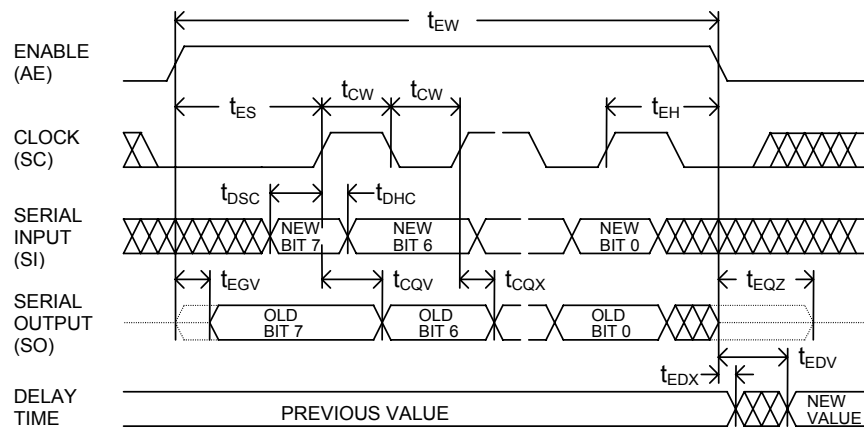 tEW
ENABLE
(AE)
tES
tCW
tCW
tEH
CLOCK
(SC)
tDSC
tDHC
SERIAL
INPUT
(SI)
NEW
BIT 7
NEW
BIT 6
NEW
BIT 0
tEGV
tCQV
tCQX
tEQZ
SERIAL
OUTPUT
(SO)
OLD
BIT 7
OLD
BIT 6
OLD
BIT 0
tEDX
tEDV
DELAY
TIME
PREVIOUS VALUE
NEW
VALUE